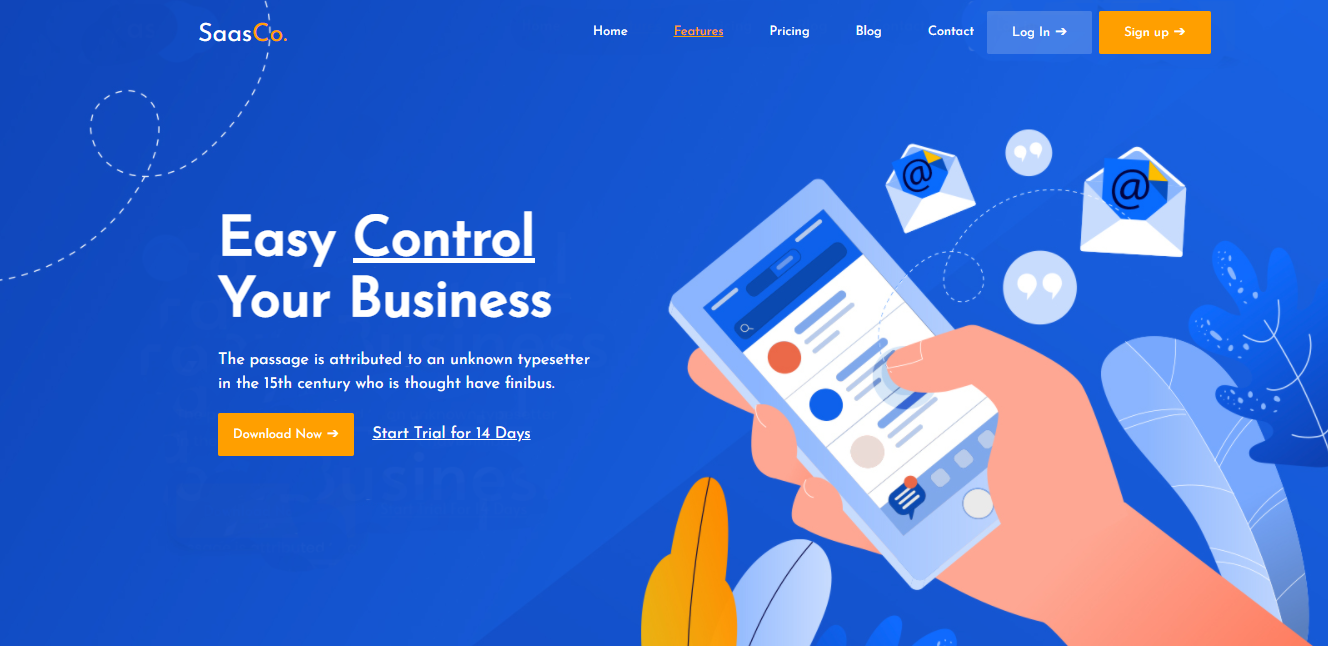 SaasCo.
Home Features Pricing Blog Contact Log In ➔ Sign up ➔
@ @
Easy Control
Your Business
The passage is attributed to an unknown typesetter
in the 15th century who is thought have finibus.
Download Now ➔ Start Trial for 14 Days